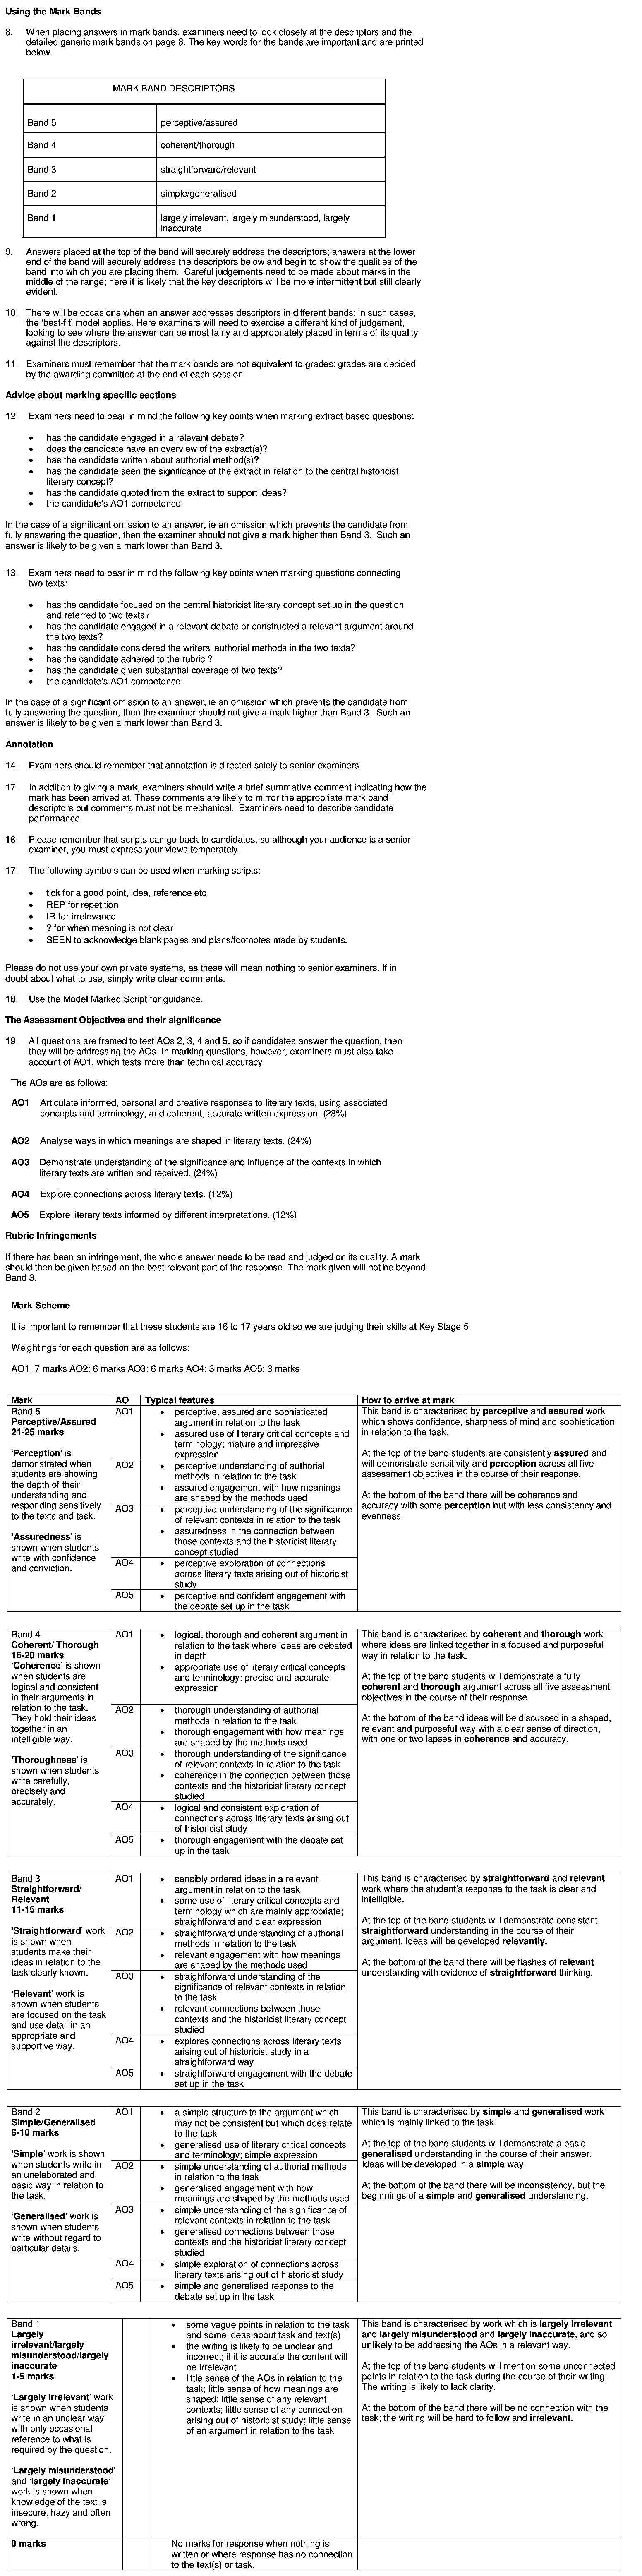 Using the Mark Bands
8. When placing answers in mark bands, examiners need to look closely at the descriptors and the
detailed generic mark bands on page 8. The key words for the bands are important and are printed
below.
MARK BAND DESCRIPTORS
Band 5 perceptive/assured
Band 4 coherent/thorough
Band 3 straightforward/relevant
Band 2 simple/generalised
Band 1 largely irrelevant, largely misunderstood, largely
inaccurate
9. Answers placed at the top of the band will securely address the descriptors; answers at the lower
end of the band will securely address the descriptors below and begin to show the qualities of the
band into which you are placing them. Careful judgements need to be made about marks in the
middle of the range; here it is likely that the key descriptors will be more intermittent but still clearly
evident.
10. There will be occasions when an answer addresses descriptors in different bands; in such cases,
the 'best-fit' model applies. Here examiners will need to exercise a different kind of judgement,
looking to see where the answer can be most fairly and appropriately placed in terms of its quality
against the descriptors.
11. Examiners must remember that the mark bands are not equivalent to grades: grades are decided
by the awarding committee at the end of each session.
Advice about marking specific sections
12. Examiners need to bear in mind the following key points when marking extract based questions:
• has the candidate engaged in a relevant debate?
• does the candidate have an overview of the extract(s)?
• has the candidate written about authorial method(s)?
• has the candidate seen the significance of the extract in relation to the central historicist
literary concept?
• has the candidate quoted from the extract to support ideas?
• the candidate's AO1 competence.
In the case of a significant omission to an answer, ie an omission which prevents the candidate from
fully answering the question, then the examiner should not give a mark higher than Band 3. Such an
answer is likely to be given a mark lower than Band 3.
13. Examiners need to bear in mind the following key points when marking questions connecting
two texts:
• has the candidate focused on the central historicist literary concept set up in the question
and referred to two texts?
• has the candidate engaged in a relevant debate or constructed a relevant argument around
the two texts?
• has the candidate considered the writers' authorial methods in the two texts?
• has the candidate adhered to the rubric ?
• has the candidate given substantial coverage of two texts?
• the candidate's AO1 competence.
In the case of a significant omission to an answer, ie an omission which prevents the candidate from
fully answering the question, then the examiner should not give a mark higher than Band 3. Such an
answer is likely to be given a mark lower than Band 3.
Annotation
14. Examiners should remember that annotation is directed solely to senior examiners.
17. In addition to giving a mark, examiners should write a brief summative comment indicating how the
mark has been arrived at. These comments are likely to mirror the appropriate mark band
descriptors but comments must not be mechanical. Examiners need to describe candidate
performance.
18. Please remember that scripts can go back to candidates, so although your audience is a senior
examiner, you must express your views temperately.
17. The following symbols can be used when marking scripts:
• tick for a good point, idea, reference etc
• REP for repetition
• IR for irrelevance
• ? for when meaning is not clear
• SEEN to acknowledge blank pages and plans/footnotes made by students.
Please do not use your own private systems, as these will mean nothing to senior examiners. If in
doubt about what to use, simply write clear comments.
18. Use the Model Marked Script for guidance.
The Assessment Objectives and their significance
19. All questions are framed to test AOs 2, 3, 4 and 5, so if candidates answer the question, then
they will be addressing the AOs. In marking questions, however, examiners must also take
account of AO1, which tests more than technical accuracy.
The AOs are as follows:
AO1 Articulate informed, personal and creative responses to literary texts, using associated
concepts and terminology, and coherent, accurate written expression. (28%)
AO2 Analyse ways in which meanings are shaped in literary texts. (24%)
AO3 Demonstrate understanding of the significance and influence of the contexts in which
literary texts are written and received. (24%)
AO4 Explore connections across literary texts. (12%)
AO5 Explore literary texts informed by different interpretations. (12%)
Rubric Infringements
If there has been an infringement, the whole answer needs to be read and judged on its quality. A mark
should then be given based on the best relevant part of the response. The mark given will not be beyond
Band 3.
Mark Scheme
It is important to remember that these students are 16 to 17 years old so we are judging their skills at Key Stage 5.
Weightings for each question are as follows:
AO1: 7 marks AO2: 6 marks AO3: 6 marks AO4: 3 marks AO5: 3 marks
Mark AO Typical features How to arrive at mark
Band 5
Perceptive/Assured
21-25 marks
'Perception' is
demonstrated when
students are showing
the depth of their
understanding and
responding sensitively
to the texts and task.
'Assuredness' is
shown when students
write with confidence
and conviction.
AO1
• perceptive, assured and sophisticated
argument in relation to the task
• assured use of literary critical concepts and
terminology; mature and impressive
expression
AO2
• perceptive understanding of authorial
methods in relation to the task
• assured engagement with how meanings
are shaped by the methods used
AO3
• perceptive understanding of the significance
of relevant contexts in relation to the task
• assuredness in the connection between
those contexts and the historicist literary
concept studied
AO4
• perceptive exploration of connections
across literary texts arising out of historicist
study
AO5
• perceptive and confident engagement with
the debate set up in the task
This band is characterised by perceptive and assured work
which shows confidence, sharpness of mind and sophistication
in relation to the task.
At the top of the band students are consistently assured and
will demonstrate sensitivity and perception across all five
assessment objectives in the course of their response.
At the bottom of the band there will be coherence and
accuracy with some perception but with less consistency and
evenness.
Band 4
Coherent/ Thorough
16-20 marks
'Coherence' is shown
when students are
logical and consistent
in their arguments in
relation to the task.
They hold their ideas
together in an
intelligible way.
'Thoroughness' is
shown when students
write carefully,
precisely and
accurately.
AO1
• logical, thorough and coherent argument in
relation to the task where ideas are debated
in depth
• appropriate use of literary critical concepts
and terminology; precise and accurate
expression
AO2
• thorough understanding of authorial
methods in relation to the task
• thorough engagement with how meanings
are shaped by the methods used
AO3
• thorough understanding of the significance
of relevant contexts in relation to the task
• coherence in the connection between those
contexts and the historicist literary concept
studied
AO4
• logical and consistent exploration of
connections across literary texts arising out
of historicist study
AO5
• thorough engagement with the debate set
up in the task
This band is characterised by coherent and thorough work
where ideas are linked together in a focused and purposeful
way in relation to the task.
At the top of the band students will demonstrate a fully
coherent and thorough argument across all five assessment
objectives in the course of their response.
At the bottom of the band ideas will be discussed in a shaped,
relevant and purposeful way with a clear sense of direction,
with one or two lapses in coherence and accuracy.
Band 3
Straightforward/
Relevant
11-15 marks
'Straightforward' work
is shown when
students make their
ideas in relation to the
task clearly known.
'Relevant' work is
shown when students
are focused on the task
and use detail in an
appropriate and
supportive way.
AO1
• sensibly ordered ideas in a relevant
argument in relation to the task
• some use of literary critical concepts and
terminology which are mainly appropriate;
straightforward and clear expression
AO2
• straightforward understanding of authorial
methods in relation to the task
• relevant engagement with how meanings
are shaped by the methods used
AO3
• straightforward understanding of the
significance of relevant contexts in relation
to the task
• relevant connections between those
contexts and the historicist literary concept
studied
AO4
• explores connections across literary texts
arising out of historicist study in a
straightforward way
AO5
• straightforward engagement with the debate
set up in the task
This band is characterised by straightforward and relevant
work where the student's response to the task is clear and
intelligible.
At the top of the band students will demonstrate consistent
straightforward understanding in the course of their
argument. Ideas will be developed relevantly.
At the bottom of the band there will be flashes of relevant
understanding with evidence of straightforward thinking.
Band 2
Simple/Generalised
6-10 marks
'Simple' work is shown
when students write in
an unelaborated and
basic way in relation to
the task.
'Generalised' work is
shown when students
write without regard to
particular details.
AO1
• a simple structure to the argument which
may not be consistent but which does relate
to the task
• generalised use of literary critical concepts
and terminology; simple expression
AO2
• simple understanding of authorial methods
in relation to the task
• generalised engagement with how
meanings are shaped by the methods used
AO3
• simple understanding of the significance of
relevant contexts in relation to the task
• generalised connections between those
contexts and the historicist literary concept
studied
AO4
• simple exploration of connections across
literary texts arising out of historicist study
AO5
• simple and generalised response to the
debate set up in the task
This band is characterised by simple and generalised work
which is mainly linked to the task.
At the top of the band students will demonstrate a basic
generalised understanding in the course of their answer.
Ideas will be developed in a simple way.
At the bottom of the band there will be inconsistency, but the
beginnings of a simple and generalised understanding.
Band 1
Largely
irrelevant/largely
misunderstood/largely
inaccurate
1-5 marks
'Largely irrelevant' work
is shown when students
write in an unclear way
with only occasional
reference to what is
required by the question.
'Largely misunderstood'
and 'largely inaccurate'
work is shown when
knowledge of the text is
insecure, hazy and often
wrong.
• some vague points in relation to the task
and some ideas about task and text(s)
• the writing is likely to be unclear and
incorrect; if it is accurate the content will
be irrelevant
• little sense of the AOs in relation to the
task; little sense of how meanings are
shaped; little sense of any relevant
contexts; little sense of any connection
arising out of historicist study; little sense
of an argument in relation to the task
This band is characterised by work which is largely irrelevant
and largely misunderstood and largely inaccurate, and so
unlikely to be addressing the AOs in a relevant way.
At the top of the band students will mention some unconnected
points in relation to the task during the course of their writing.
The writing is likely to lack clarity.
At the bottom of the band there will be no connection with the
task; the writing will be hard to follow and irrelevant.
0 marks
No marks for response when nothing is
written or where response has no connection
to the text(s) or task.